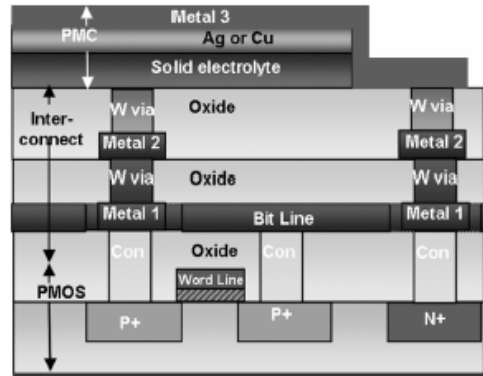 Metal 3
PMC
Ag or Cu
Solid electrolyte
W via Oxide W via
Inter-
connect
Metal 2 Metal 2
W via Oxide W via
Metal 1 Bit Line Metal 1
Con Oxide Con Con
Word Line
PMOS
P+ P+ N+